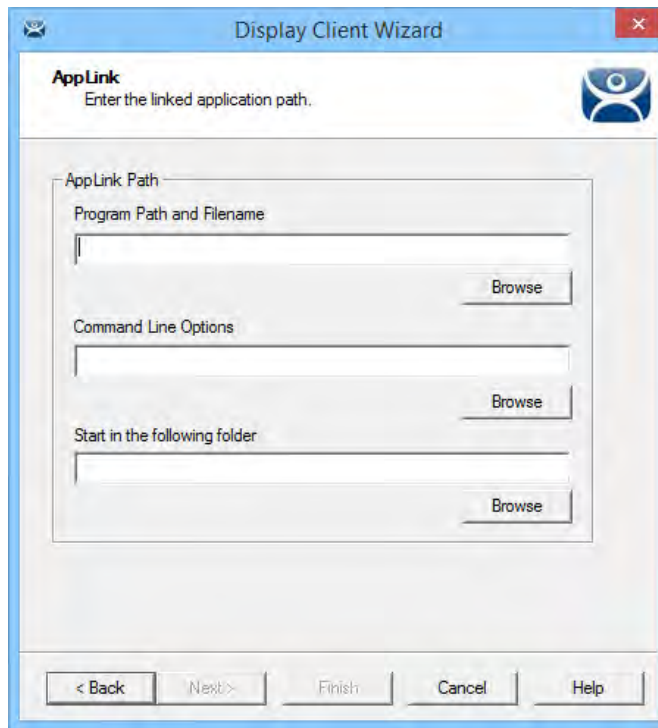 Display Client Wizard
AppLink
Enter the linked application path.
AppLink Path
Program Path and Filename
Browse
Command Line Options
Browse
Start in the following folder
Browse
< Back Next > Finish Cancel Help